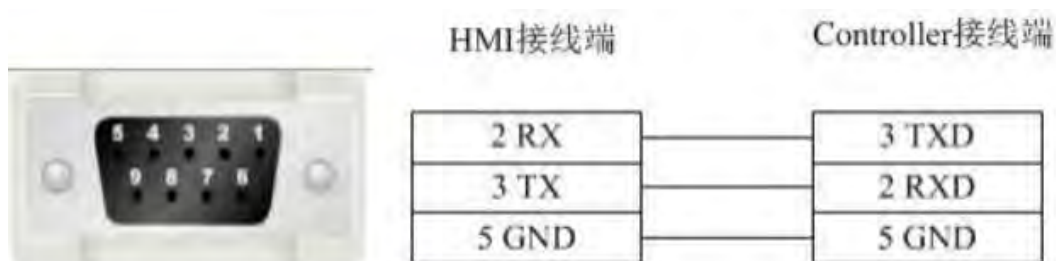 HMI接线端
Controller接线端
5 4 3 2 1
9 8 7 6
2 RX
3 TXD
3 TX
2 RXD
5 GND
5 GND